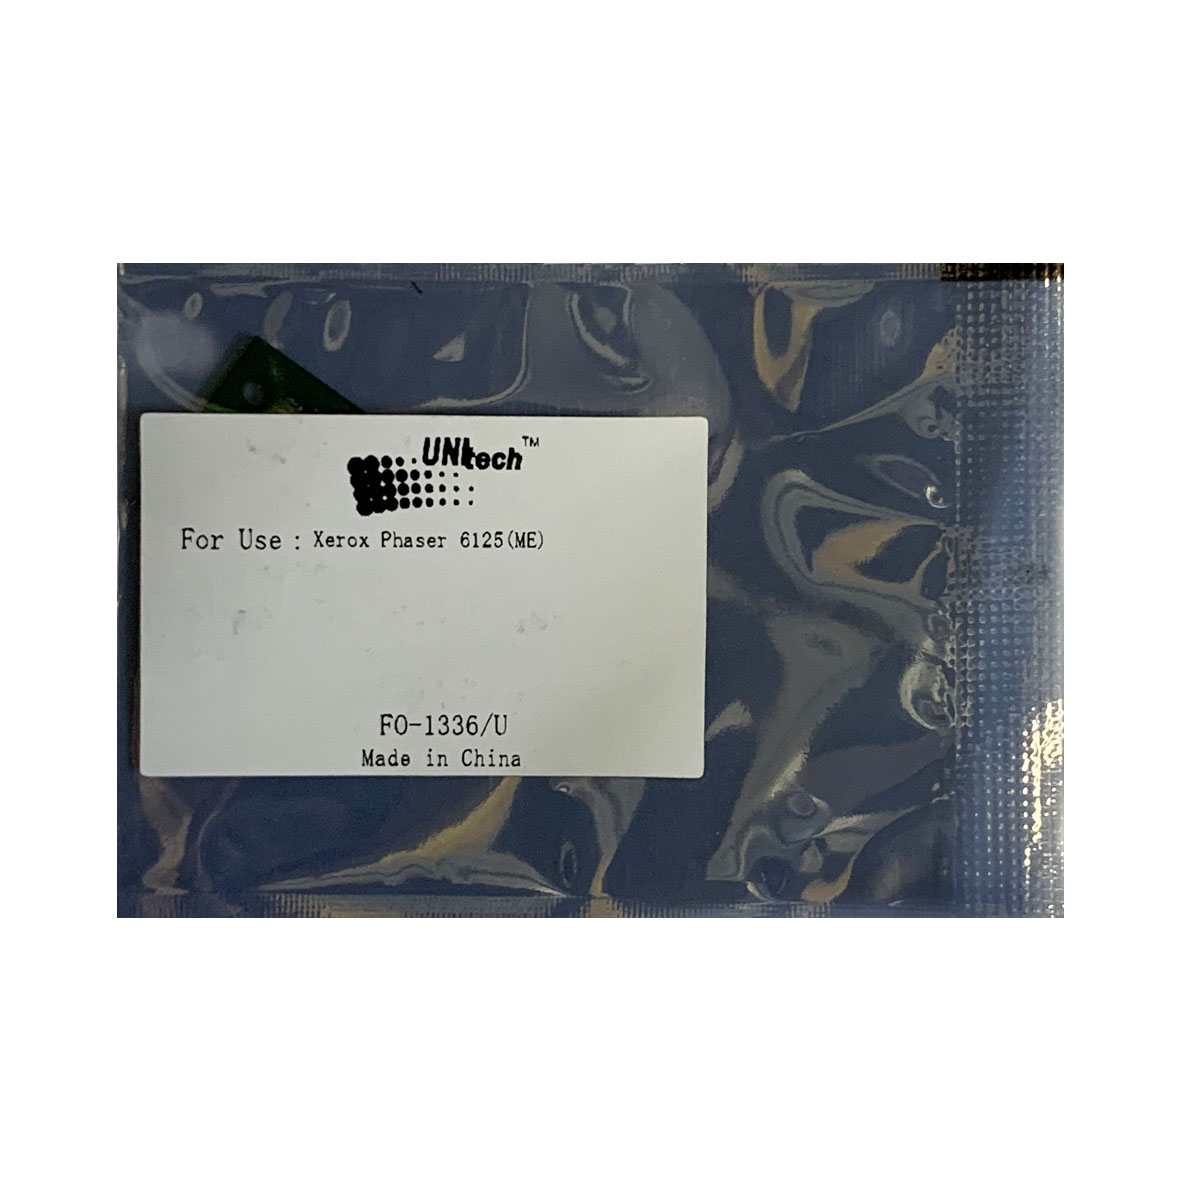 UNItech™
For Use : Xerox Phaser 6125(ME)
FO-1336/U
Made in China